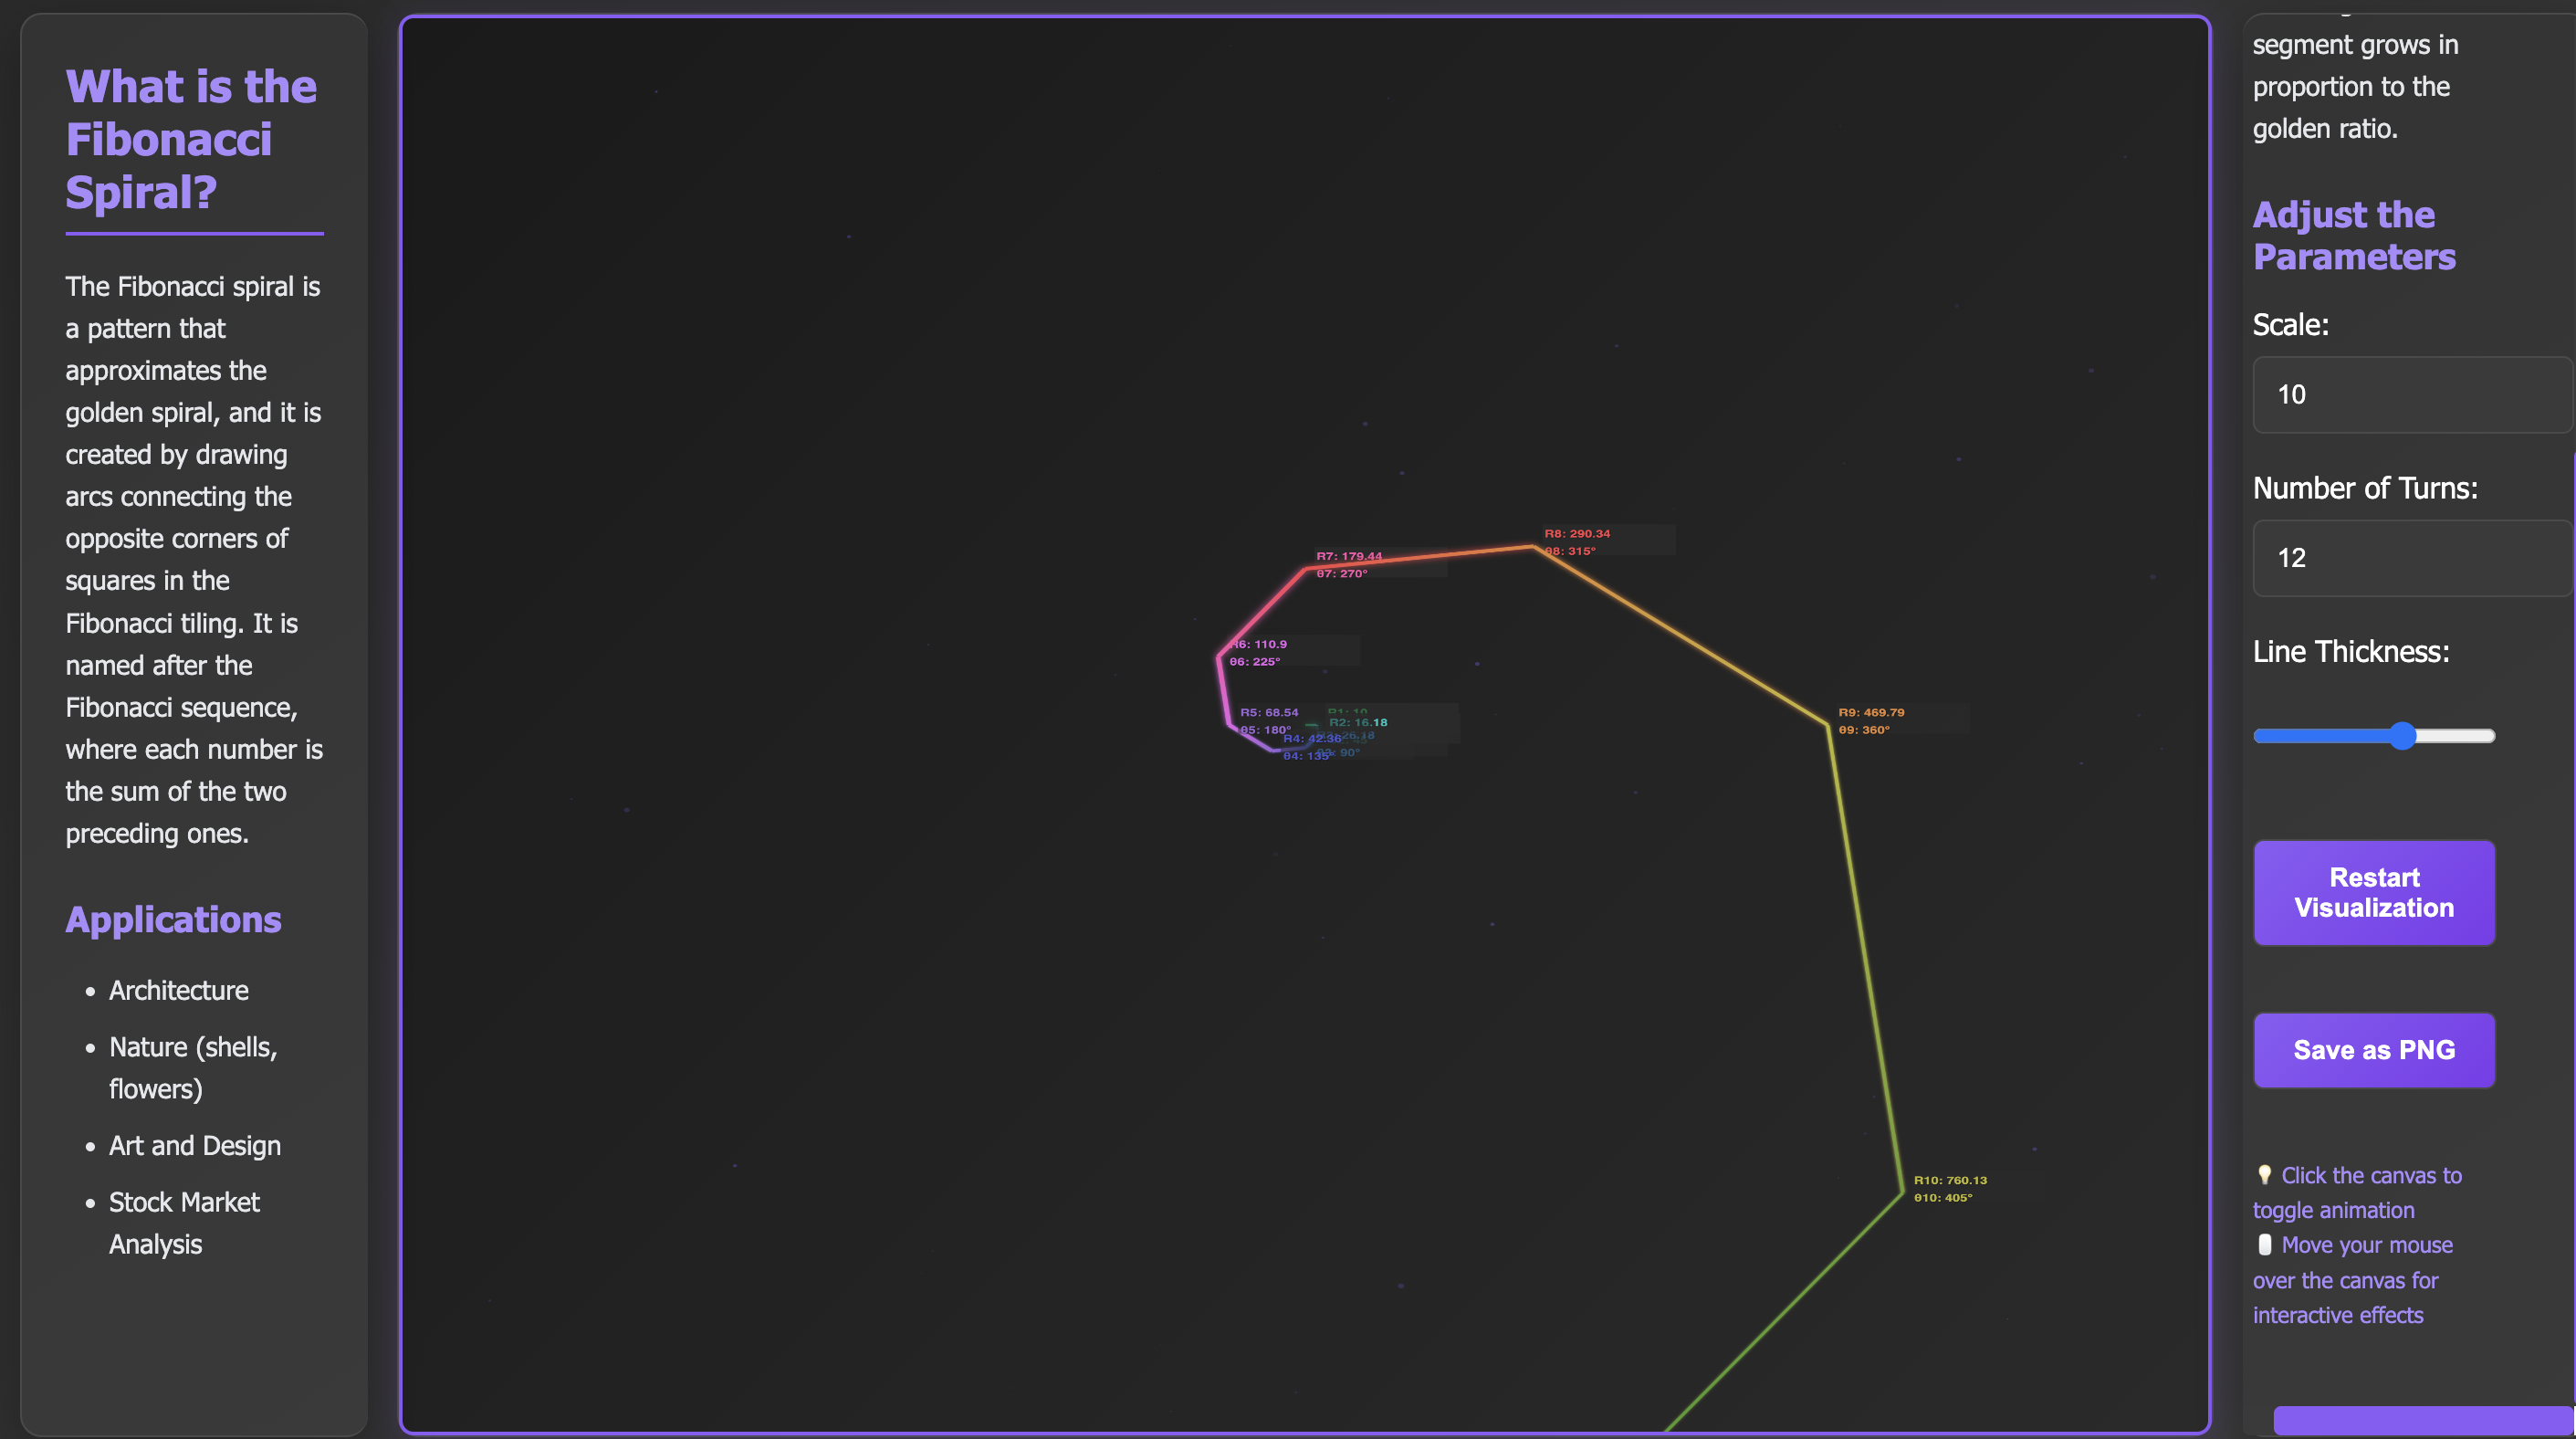 What is the
Fibonacci
Spiral?
The Fibonacci spiral is
a pattern that
approximates the
golden spiral, and it is
created by drawing
arcs connecting the
opposite corners of
squares in the
Fibonacci tiling. It is
named after the
Fibonacci sequence,
where each number is
the sum of the two
preceding ones.
Applications
• Architecture
• Nature (shells,
flowers)
• Art and Design
• Stock Market
Analysis
R8: 290.34
θ8: 315°
R7: 179.44
θ7: 270°
R6: 110.9
θ6: 225°
R5: 68.54
θ5: 180°
R1: 10
R2: 16.18
R4: 42.36
θ4: 135°
90°
R9: 469.79
θ9: 360°
R10: 760.13
θ10: 405°
segment grows in
proportion to the
golden ratio.
Adjust the
Parameters
Scale:
10
Number of Turns:
12
Line Thickness:
Restart
Visualization
Save as PNG
💡 Click the canvas to
toggle animation
Move your mouse
over the canvas for
interactive effects